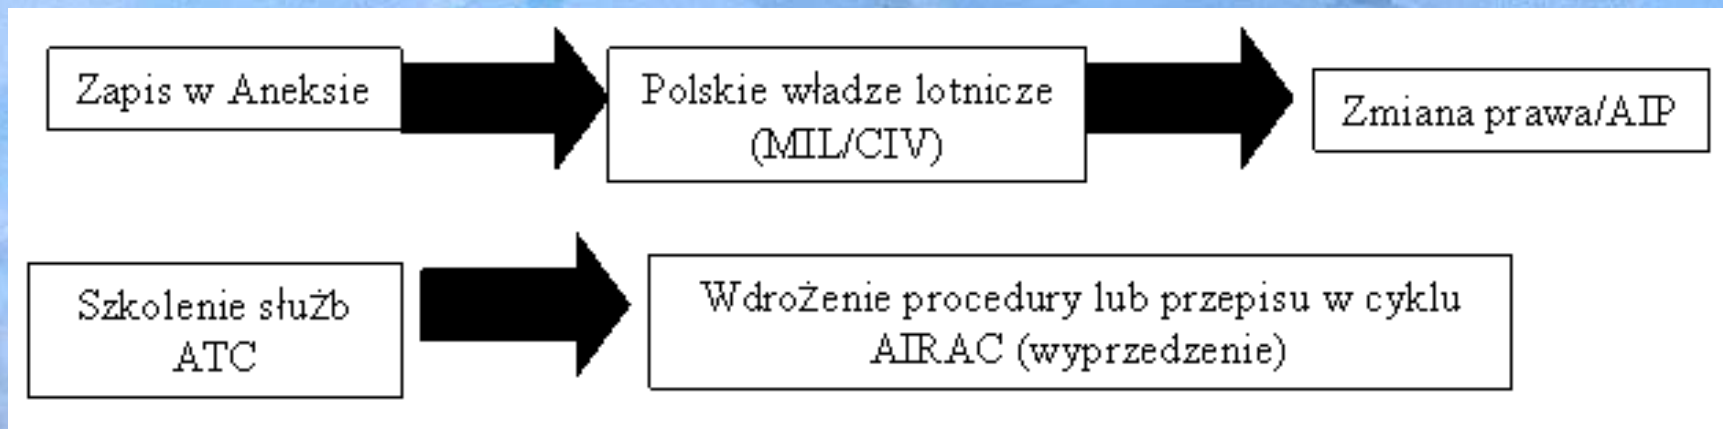 Zapis w Aneksie
Polskie władze lotnicze
(MIL/CIV)
Zmiana prawa/AIP
Szkolenie służb
ATC
Wdrożenie procedury lub przepisu w cyklu
AIRAC (wyprzedzenie)